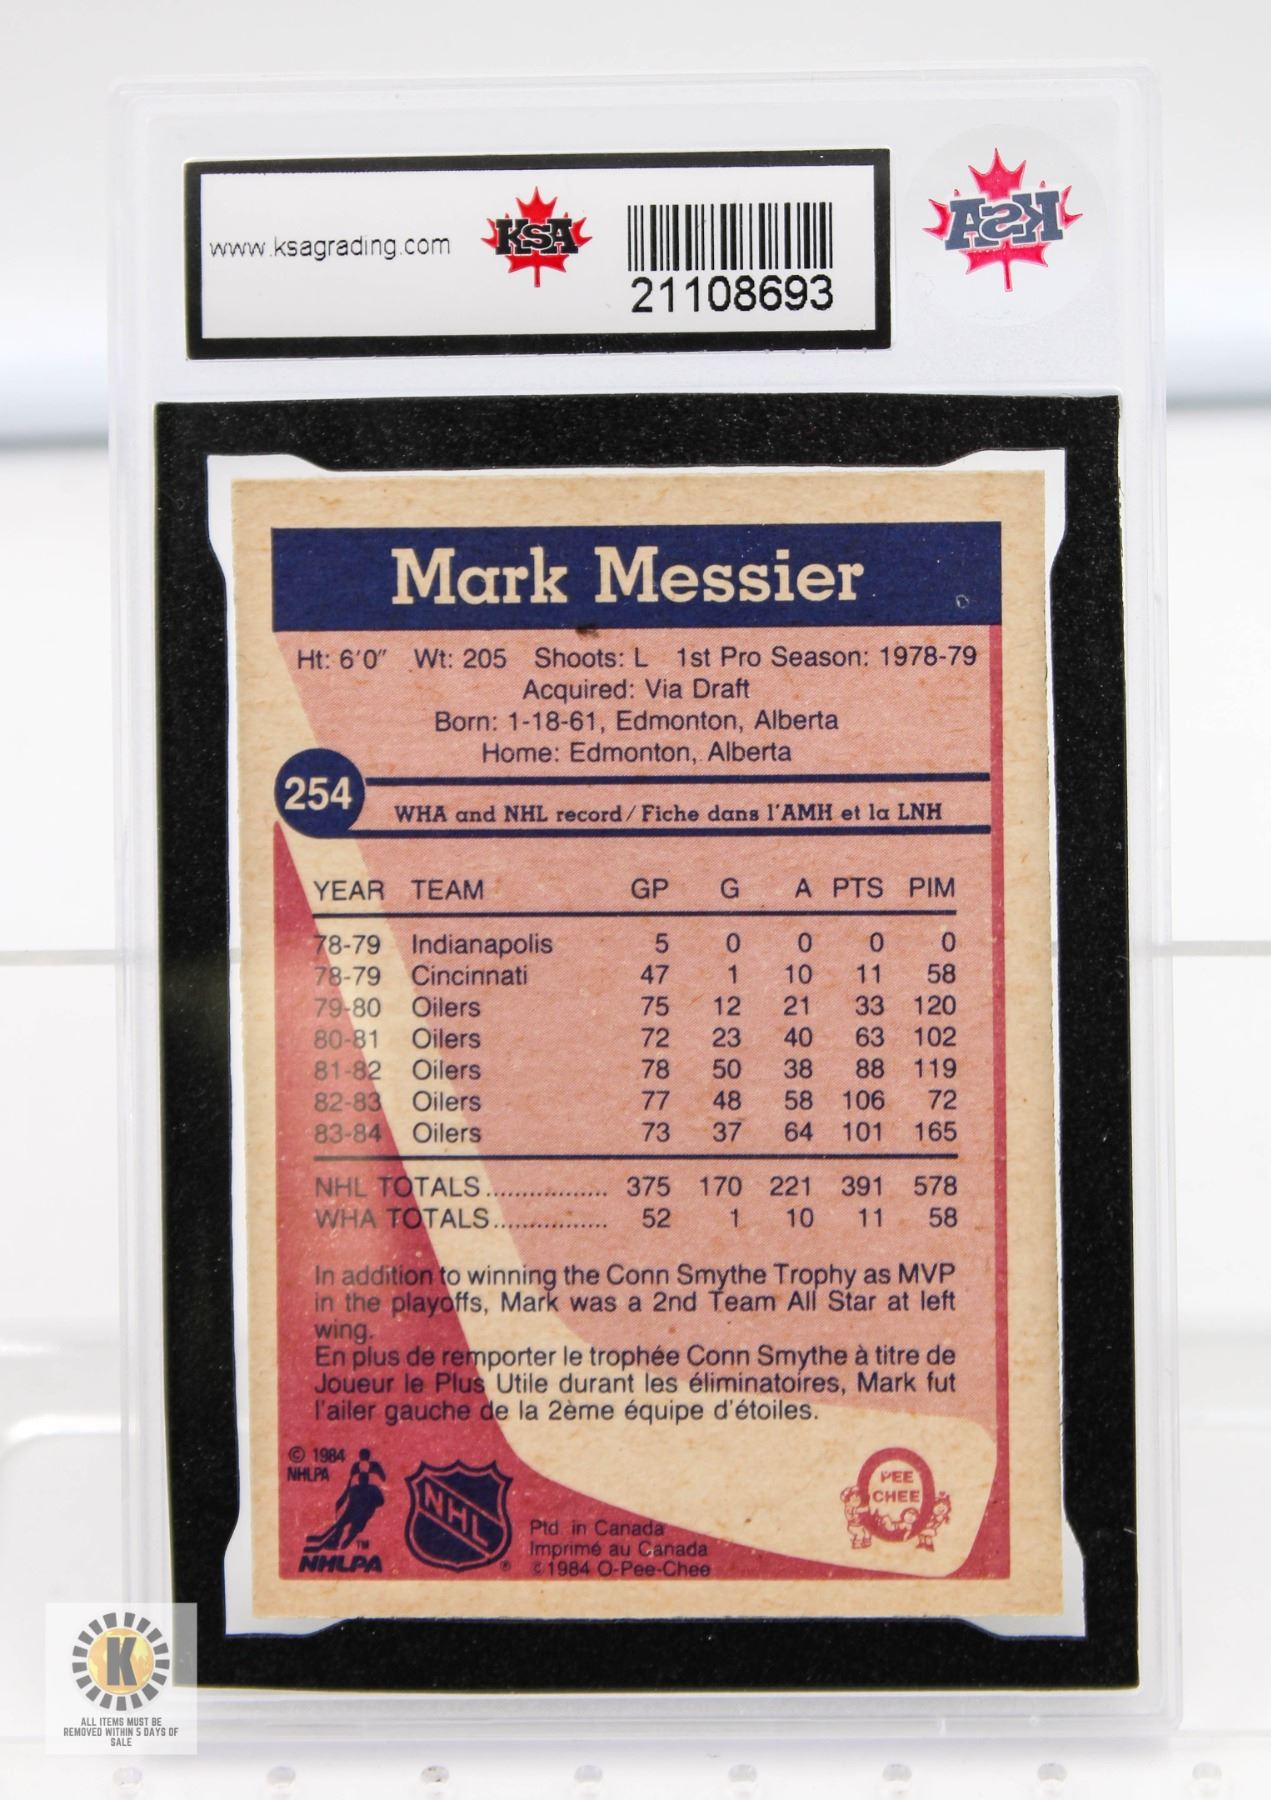 www.ksagrading.com
KSA
21108693
KSA
Mark Messier
Ht: 6'0" Wt: 205 Shoots: L 1st Pro Season: 1978-79
Acquired: Via Draft
Born: 1-18-61, Edmonton, Alberta
Home: Edmonton, Alberta
254
WHA and NHL record/Fiche dans l'AMH et la LNH
YEAR TEAM GP G A PTS PIM
78-79 Indianapolis 5 0 0 0 0
78-79 Cincinnati 47 1 10 11 58
79-80 Oilers 75 12 21 33 120
80-81 Oilers 72 23 40 63 102
81-82 Oilers 78 50 38 88 119
82-83 Oilers 77 48 58 106 72
83-84 Oilers 73 37 64 101 165
NHL TOTALS................. 375 170 221 391 578
WHA TOTALS................ 52 1 10 11 58
In addition to winning the Conn Smythe Trophy as MVP
in the playoffs, Mark was a 2nd Team All Star at left
wing.
En plus de remporter le trophée Conn Smythe à titre de
Joueur le Plus Utile durant les éliminatoires, Mark fut
l'ailer gauche de la 2ème équipe d'étoiles.
© 1984
NHLPA
TM
NHLPA
NHL
®
Ptd. in Canada
Imprimé au Canada
© 1984 O-Pee-Chee
O
PEE
CHEE
K
ALL ITEMS MUST BE
REMOVED WITHIN 5 DAYS OF
SALE